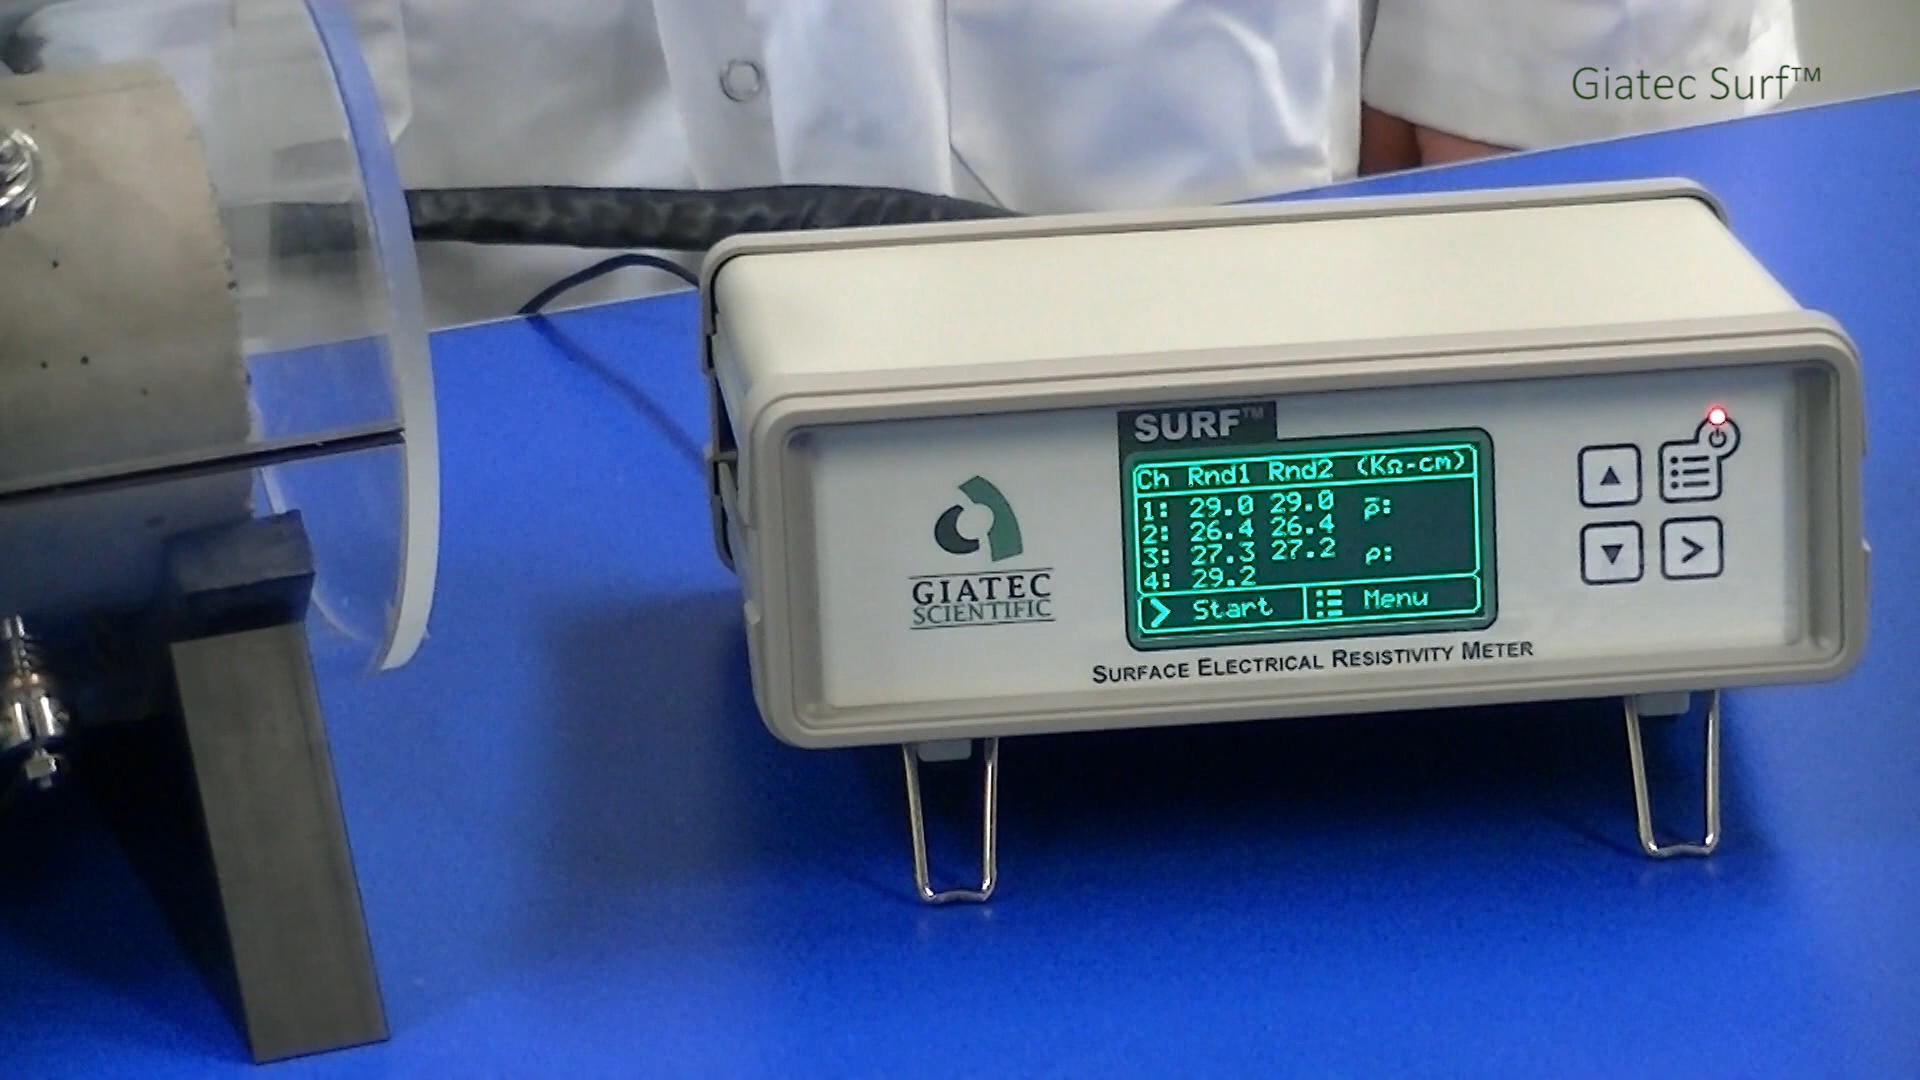 Giatec Surf™
SURF™
Ch Rnd1 Rnd2 (KΩ-cm)
1: 29.0 29.0 ρ̅:
2: 26.4 26.4
3: 27.3 27.2 ρ:
4: 29.2
> Start Menu
GIATEC
SCIENTIFIC
SURFACE ELECTRICAL RESISTIVITY METER